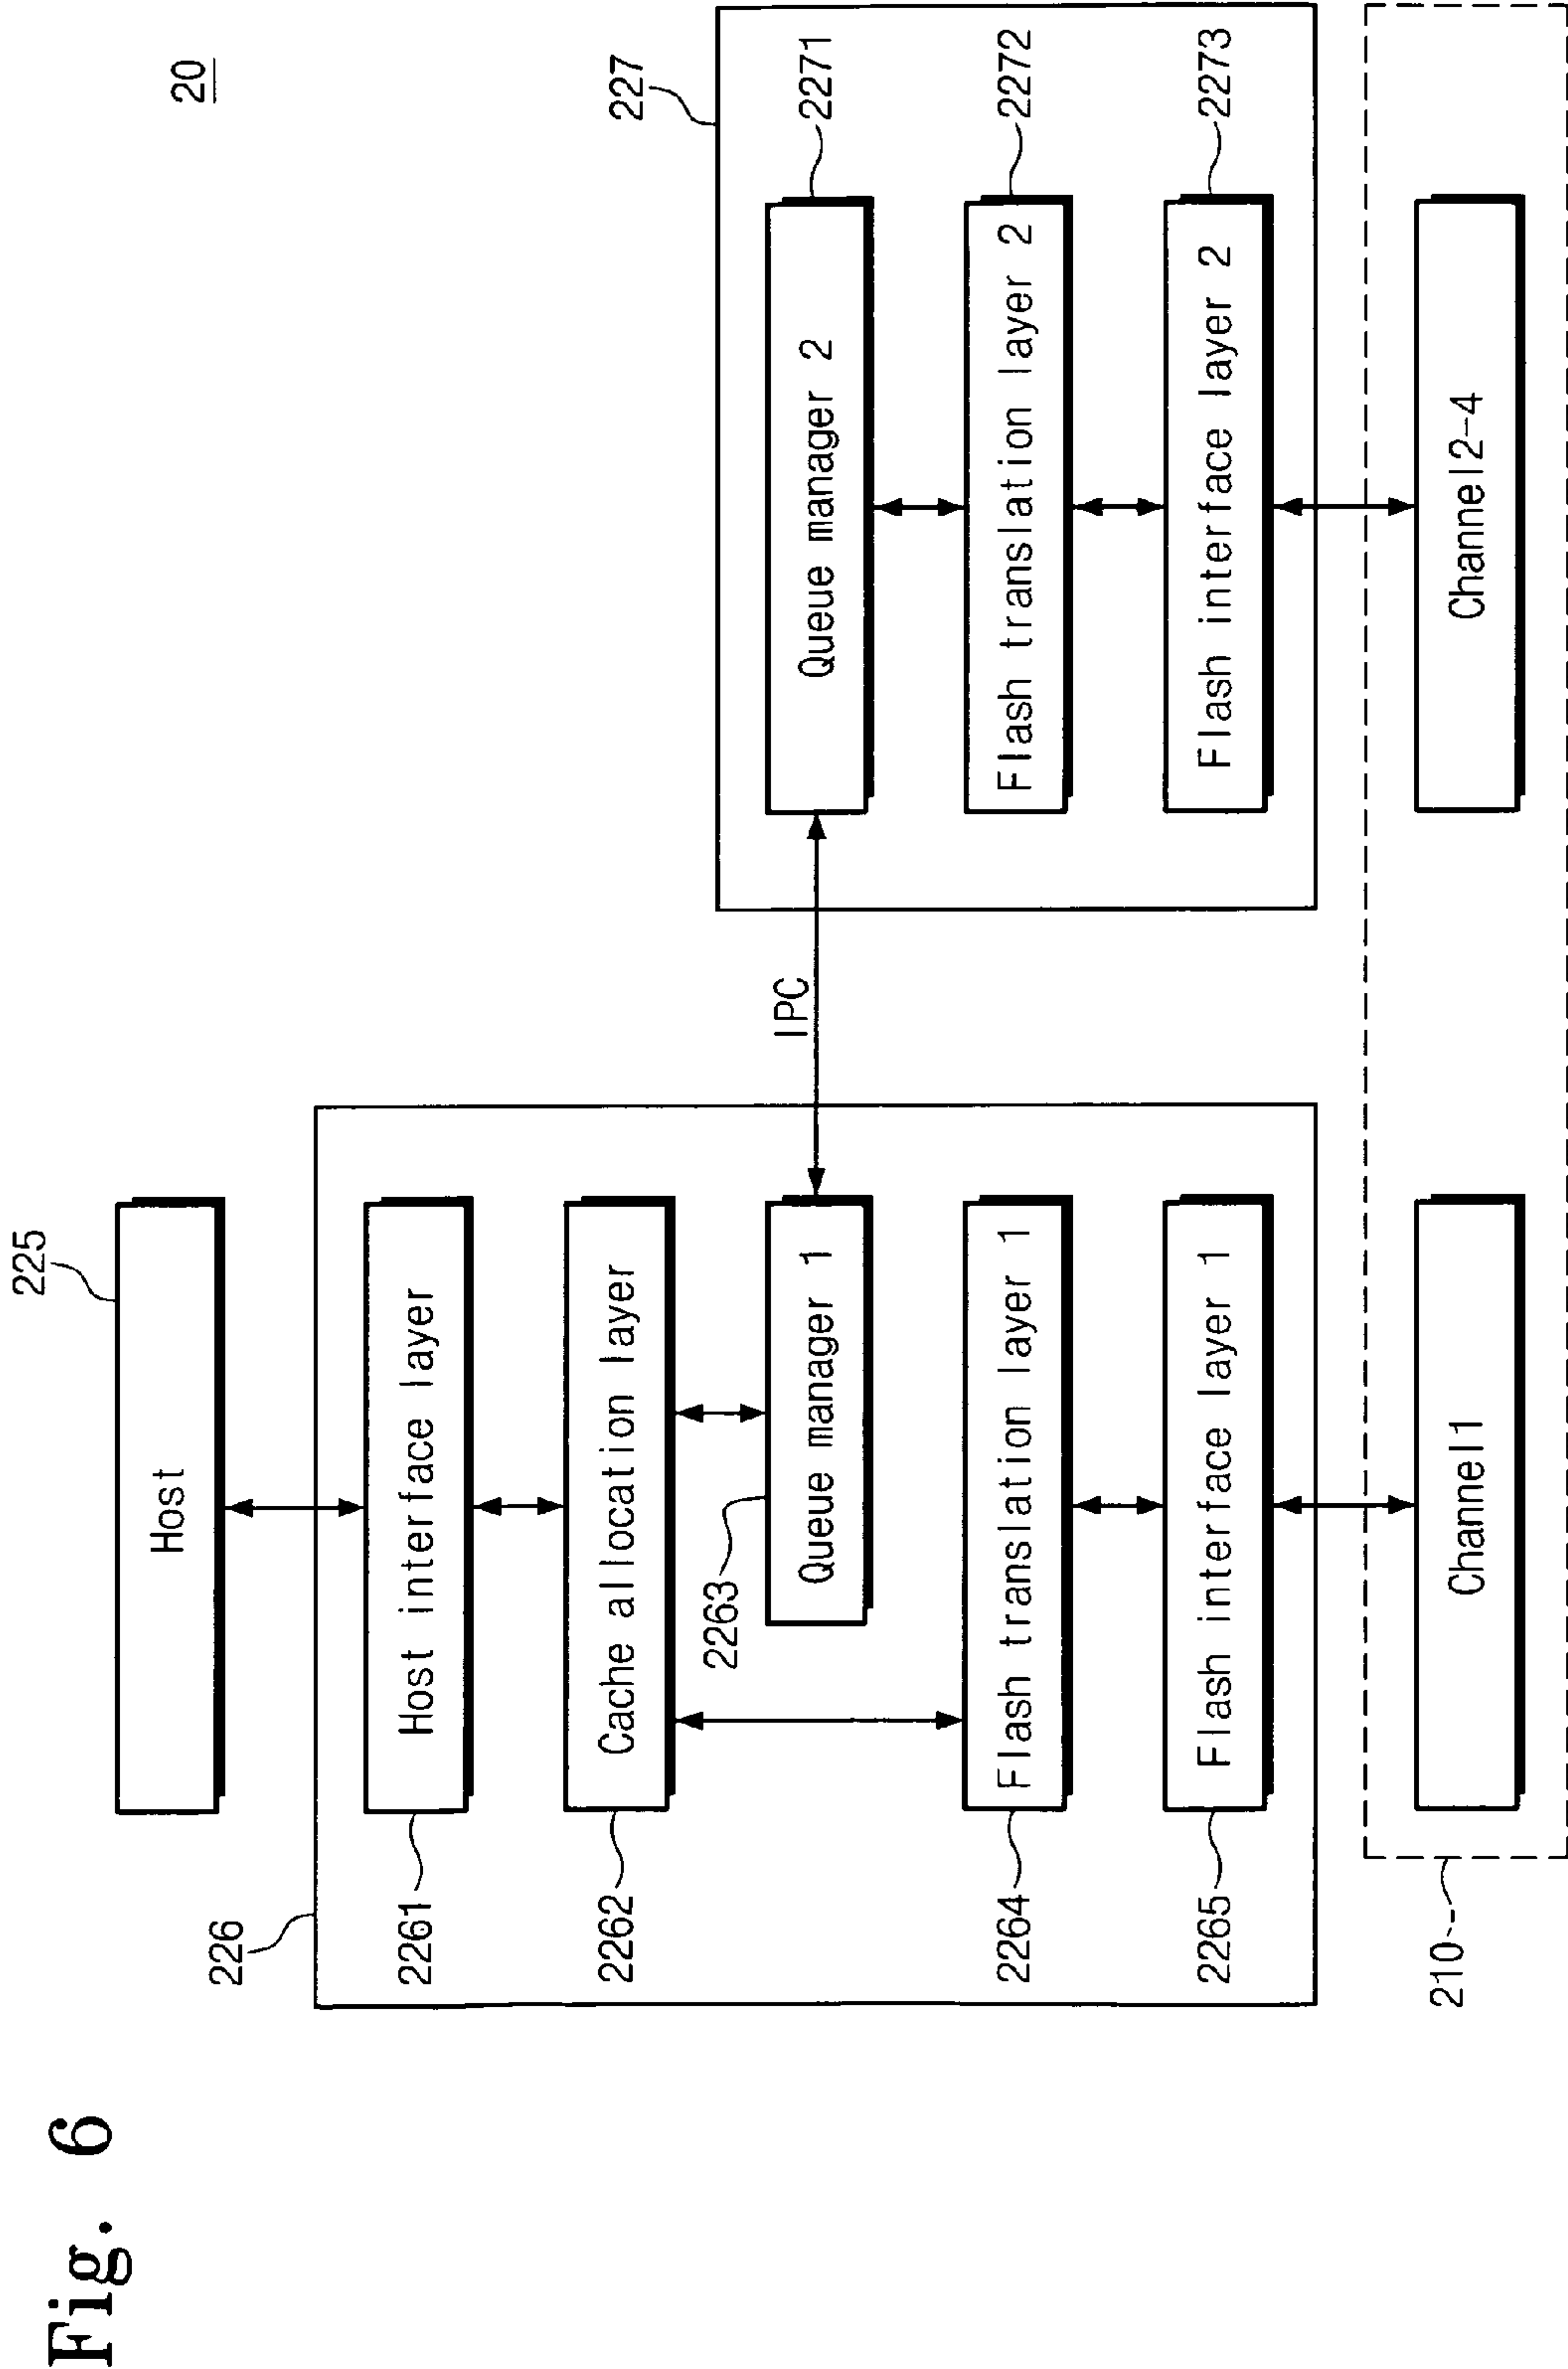 Fig. 6
20
225
Host
226
2261
Host interface layer
2262
Cache allocation layer
2263
Queue manager 1
2264
Flash translation layer 1
2265
Flash interface layer 1
IPC
227
Queue manager 2
2271
Flash translation layer 2
2272
Flash interface layer 2
2273
210
Channel1
Channel2-4